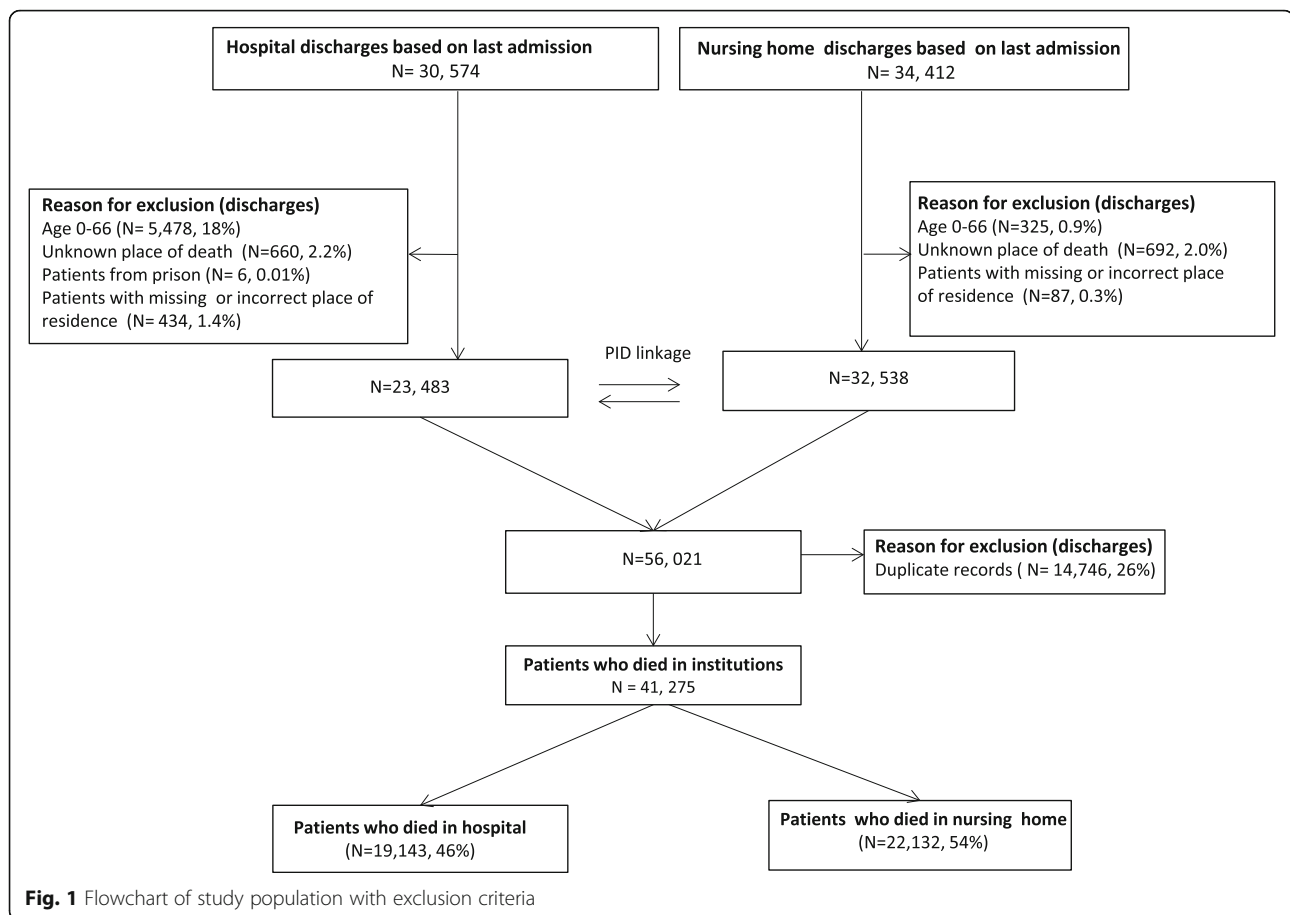 Hospital discharges based on last admission
N= 30, 574
Nursing home discharges based on last admission
N= 34, 412
Reason for exclusion (discharges)
Age 0-66 (N= 5,478, 18%)
Unknown place of death (N=660, 2.2%)
Patients from prison (N= 6, 0.01%)
Patients with missing or incorrect place of
residence (N= 434, 1.4%)
Reason for exclusion (discharges)
Age 0-66 (N=325, 0.9%)
Unknown place of death (N=692, 2.0%)
Patients with missing or incorrect place
of residence (N=87, 0.3%)
PID linkage
N=23, 483
N=32, 538
N=56, 021
Reason for exclusion (discharges)
Duplicate records ( N= 14,746, 26%)
Patients who died in institutions
N = 41, 275
Patients who died in hospital
(N=19,143, 46%)
Patients who died in nursing home
(N=22,132, 54%)
Fig. 1 Flowchart of study population with exclusion criteria